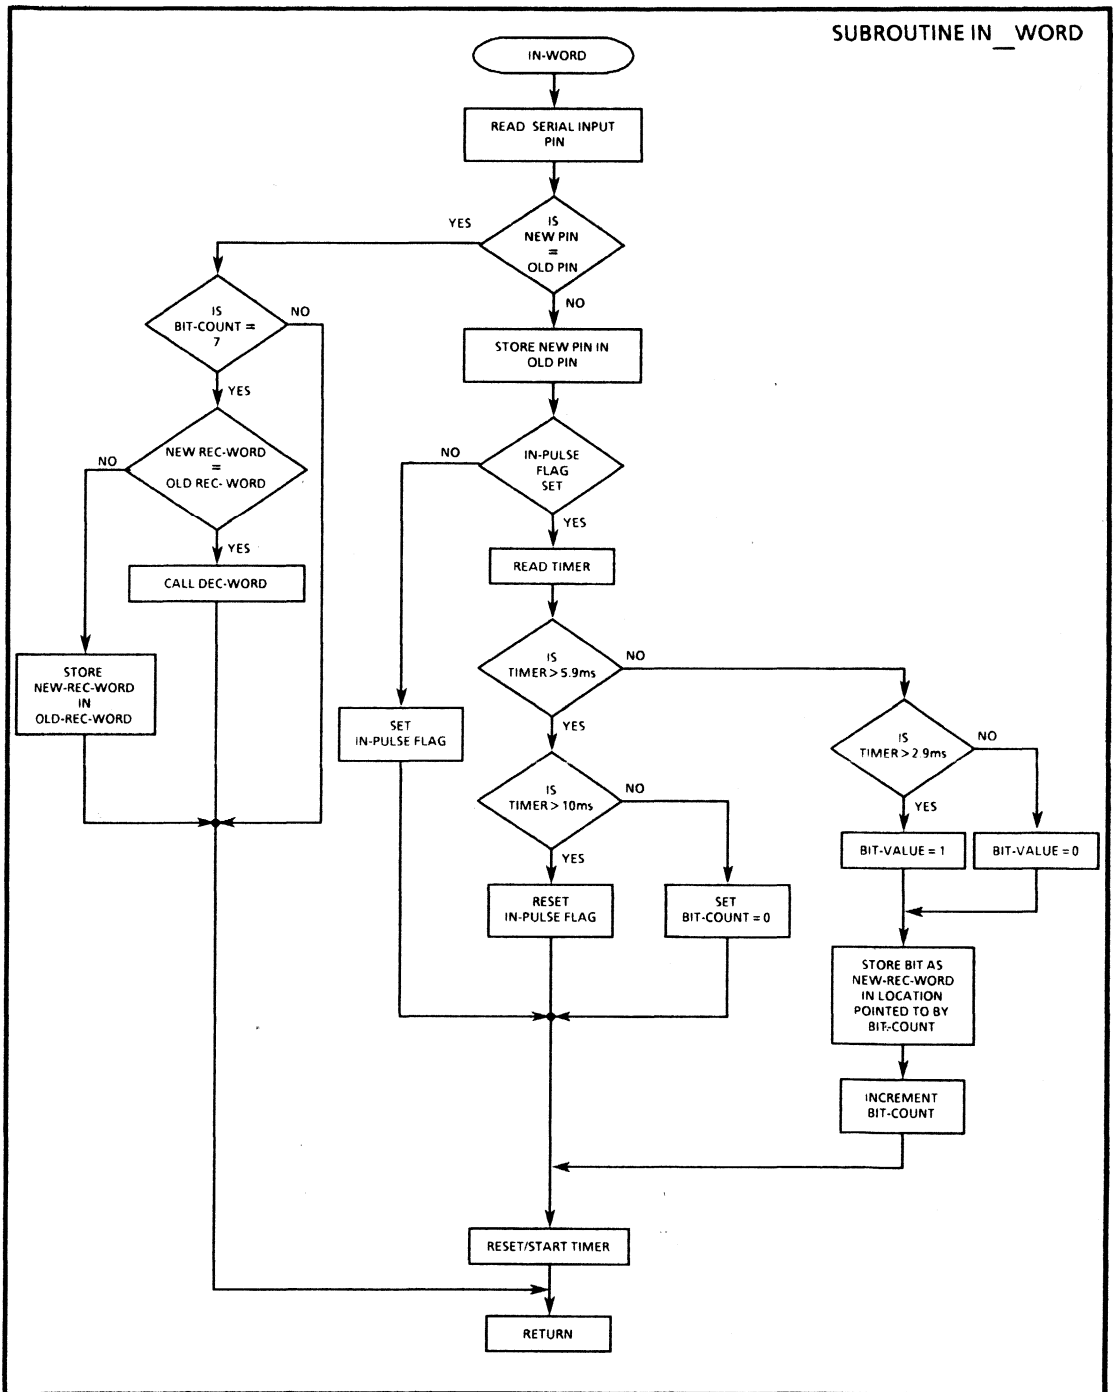 SUBROUTINE IN__WORD
IN-WORD
READ SERIAL INPUT
PIN
IS
NEW PIN
=
OLD PIN
YES
NO
IS
BIT-COUNT =
7
NO
YES
STORE NEW PIN IN
OLD PIN
NEW REC-WORD
=
OLD REC-WORD
NO
YES
IN-PULSE
FLAG
SET
NO
YES
CALL DEC-WORD
READ TIMER
STORE
NEW-REC-WORD
IN
OLD-REC-WORD
IS
TIMER > 5.9ms
NO
YES
SET
IN-PULSE FLAG
IS
TIMER > 2.9ms
NO
YES
IS
TIMER > 10ms
NO
YES
BIT-VALUE = 1
BIT-VALUE = 0
RESET
IN-PULSE FLAG
SET
BIT-COUNT = 0
STORE BIT AS
NEW-REC-WORD
IN LOCATION
POINTED TO BY
BIT-COUNT
INCREMENT
BIT-COUNT
RESET/START TIMER
RETURN